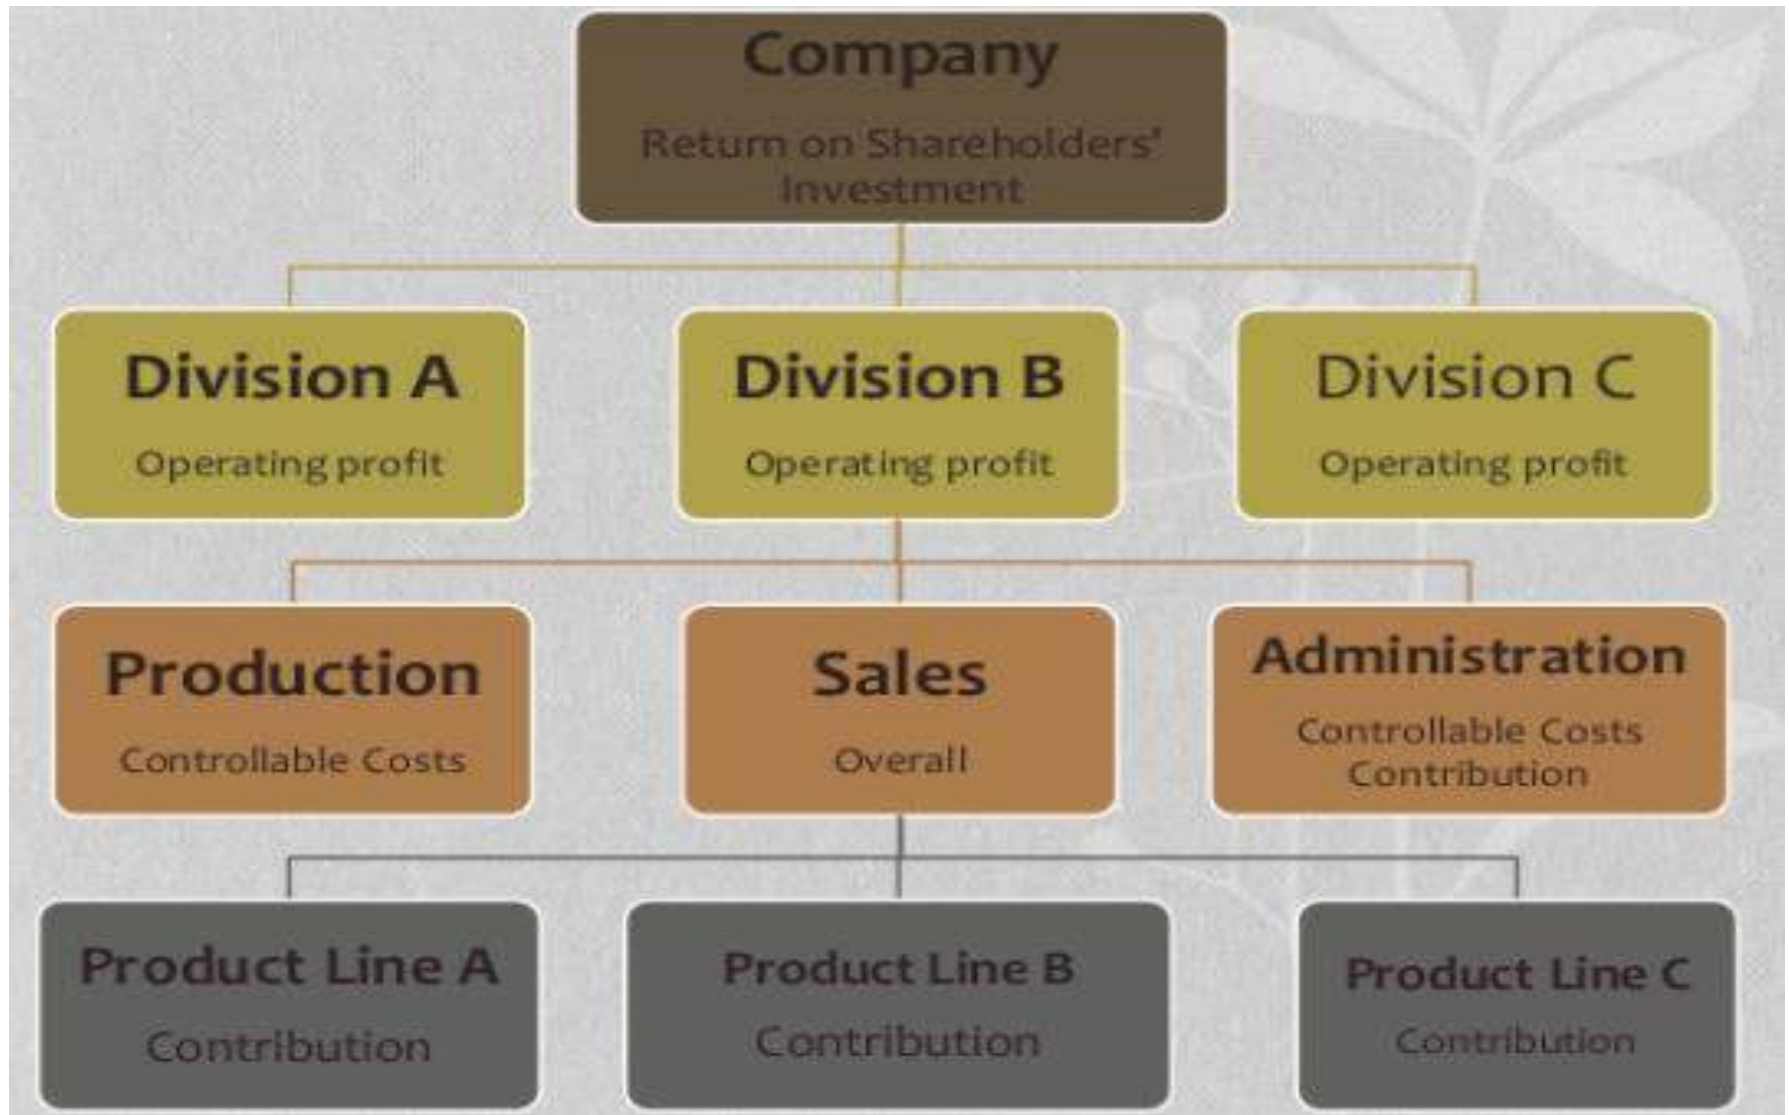 Company
Return on Shareholders'
Investment
Division A
Operating profit
Division B
Operating profit
Division C
Operating profit
Production
Controllable Costs
Sales
Overall
Administration
Controllable Costs
Contribution
Product Line A
Contribution
Product Line B
Contribution
Product Line C
Contribution